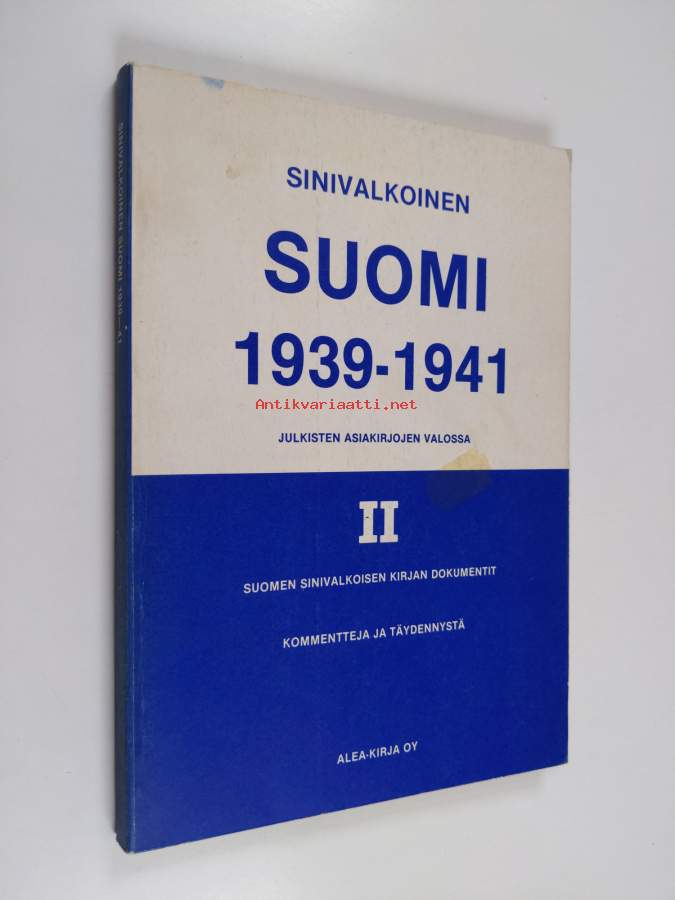 SINIVALKOINEN
SUOMI
1939-1941
Antikvariaatti.net
JULKISTEN ASIAKIRJOJEN VALOSSA
II
SUOMEN SINIVALKOISEN KIRJAN DOKUMENTIT
KOMMENTTEJA JA TÄYDENNYSTÄ
ALEA-KIRJA OY
SINIVALKOINEN SUOMI 1939—41